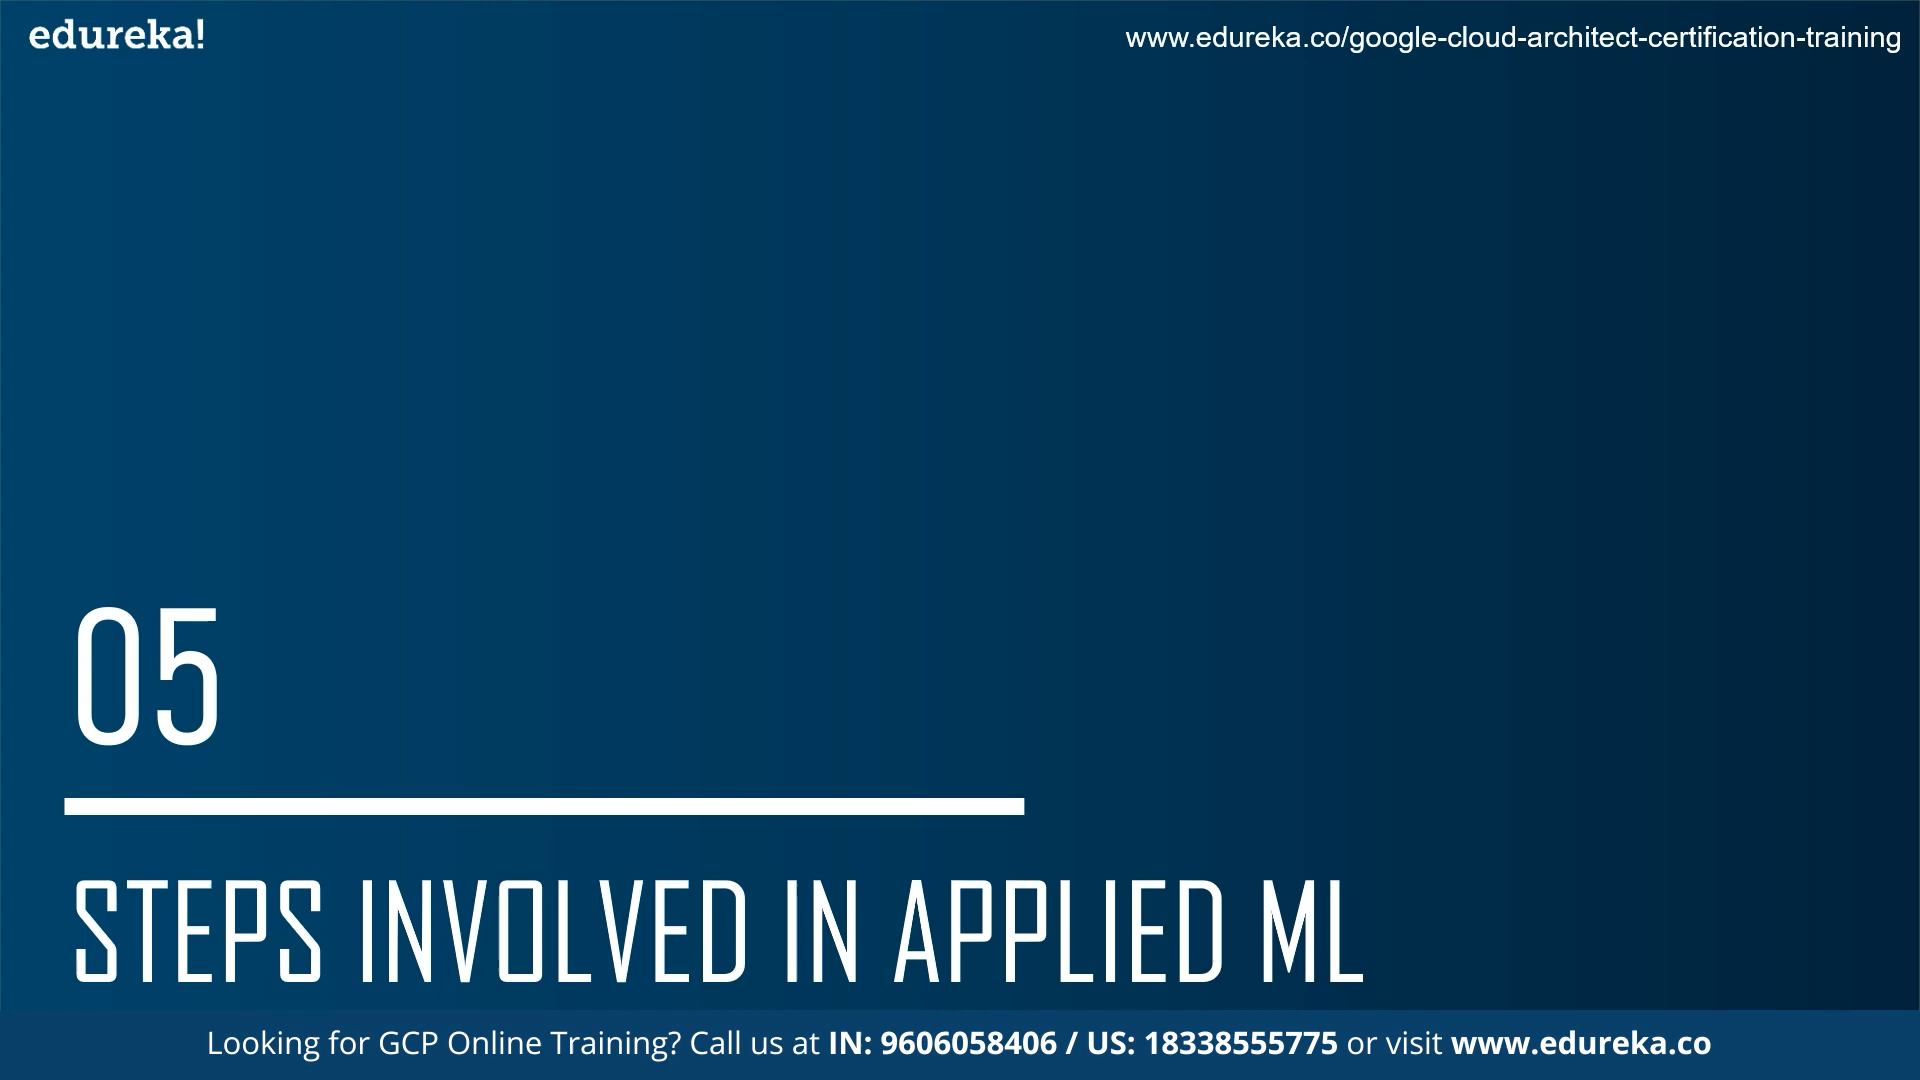 edureka!
www.edureka.co/google-cloud-architect-certification-training
05
STEPS INVOLVED IN APPLIED ML
Looking for GCP Online Training? Call us at IN: 9606058406 / US: 18338555775 or visit www.edureka.co